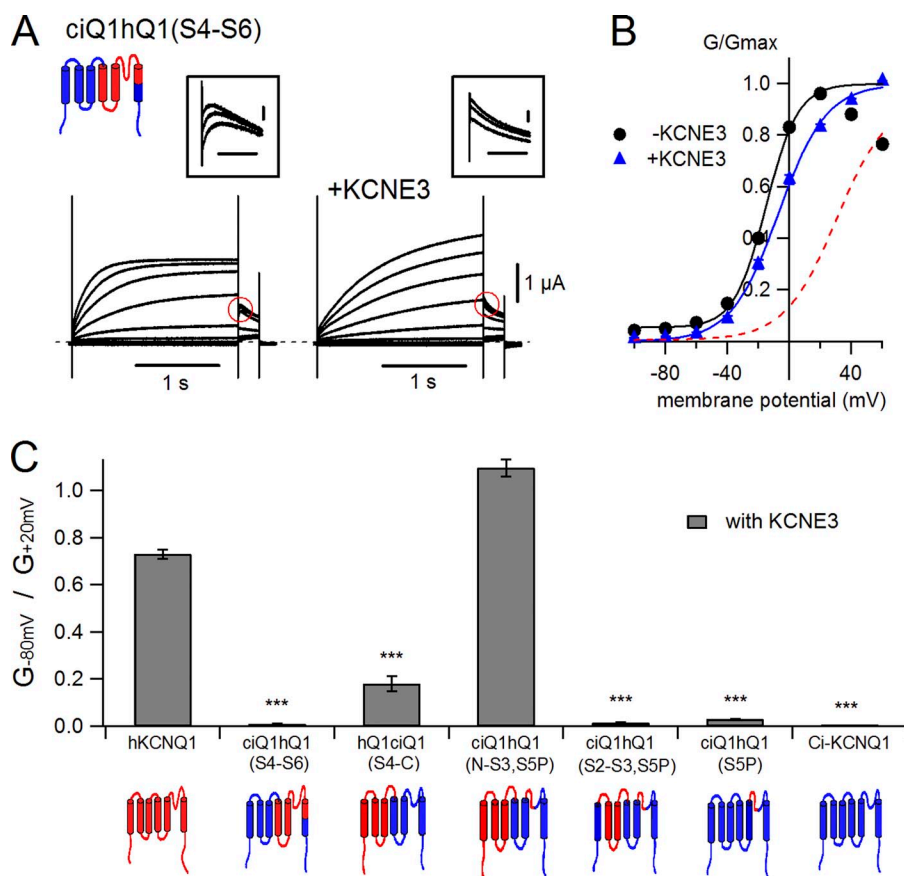 A
ciQ1hQ1(S4-S6)
+KCNE3
1 µA
1 s
1 s
B
G/Gmax
1.0
0.8
0.6
0.4
0.2
-KCNE3
+KCNE3
-80
-40
0
40
membrane potential (mV)
C
G-80mV / G+20mV
1.0
0.8
0.6
0.4
0.2
0.0
with KCNE3
***
***
***
***
***
hKCNQ1
ciQ1hQ1
(S4-S6)
hQ1ciQ1
(S4-C)
ciQ1hQ1
(N-S3,S5P)
ciQ1hQ1
(S2-S3,S5P)
ciQ1hQ1
(S5P)
Ci-KCNQ1